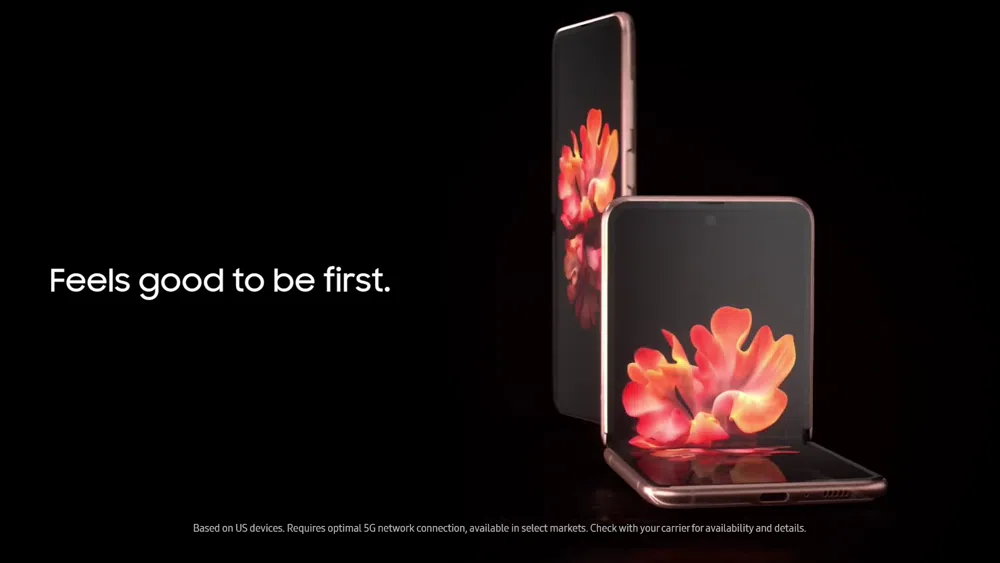 Feels good to be first.
Based on US devices. Requires optimal 5G network connection, available in select markets. Check with your carrier for availability and details.